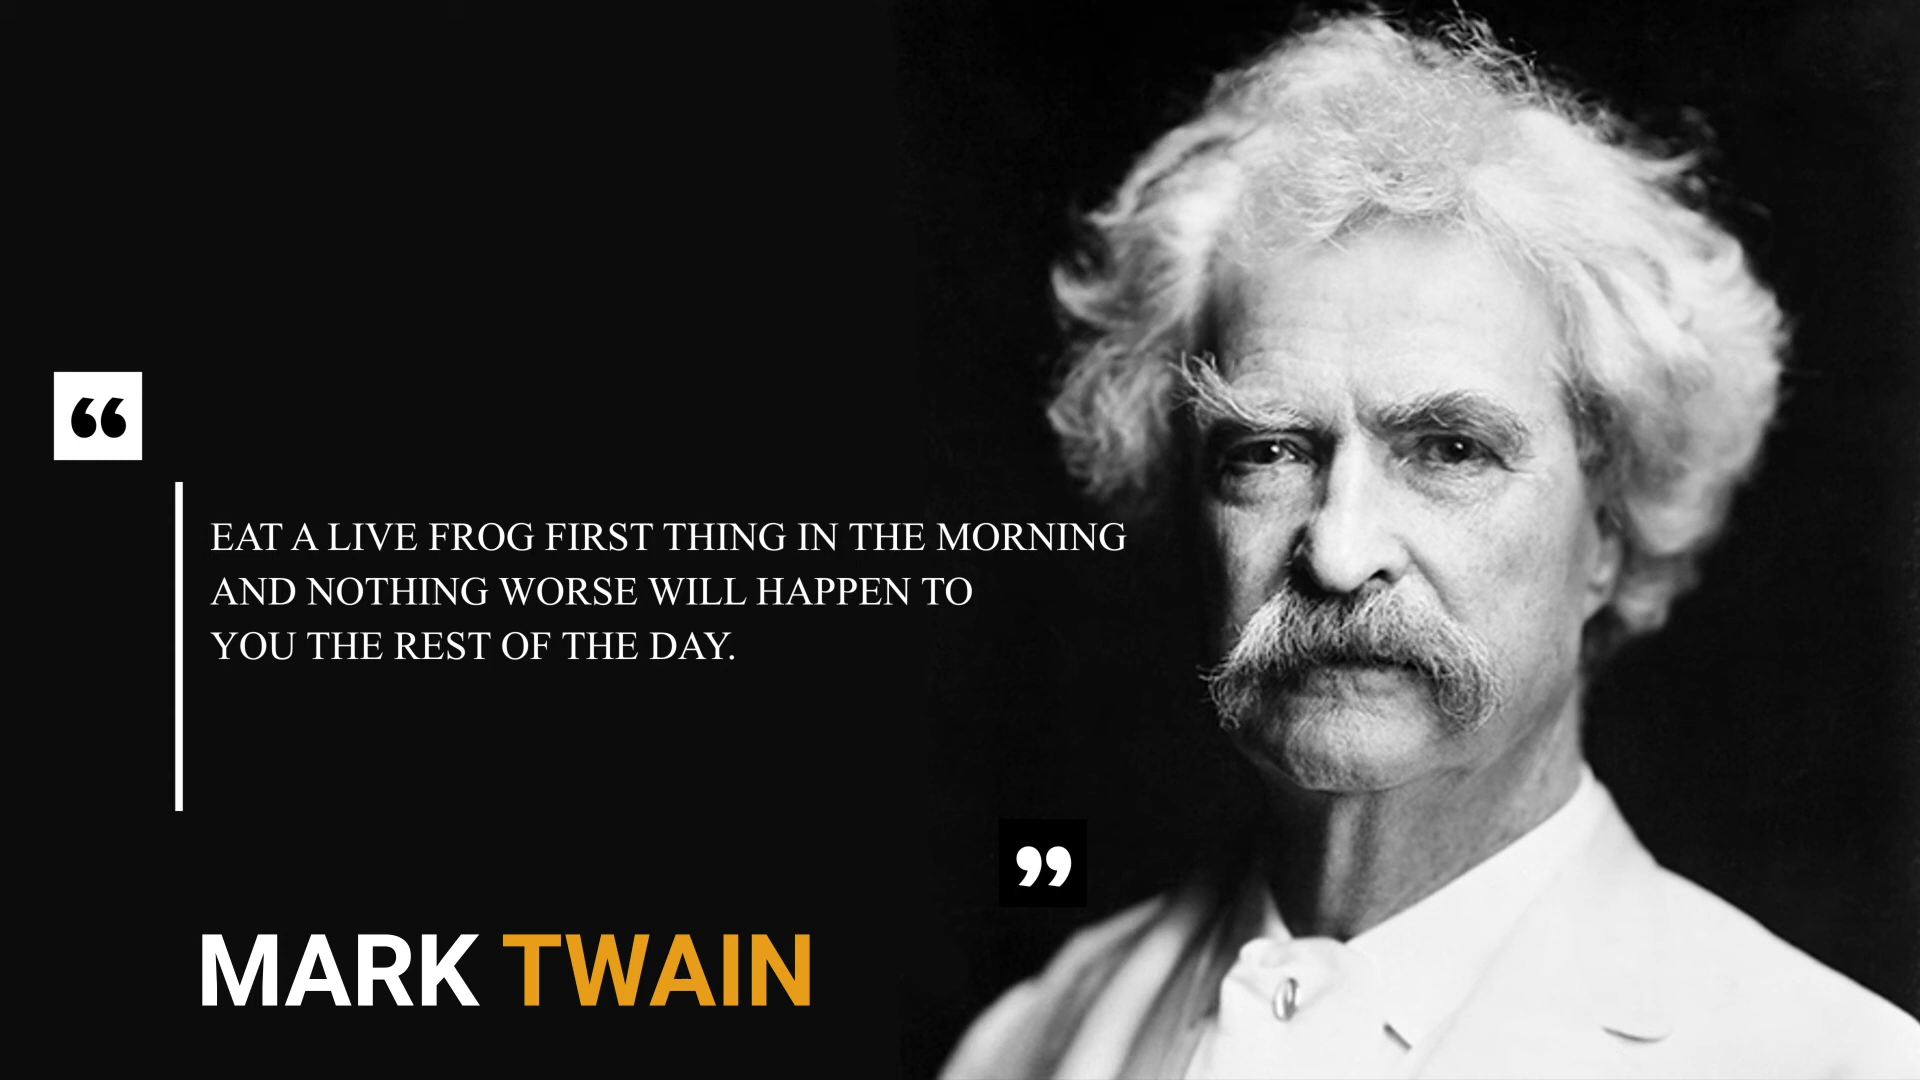 “
EAT A LIVE FROG FIRST THING IN THE MORNING
AND NOTHING WORSE WILL HAPPEN TO
YOU THE REST OF THE DAY.
”
MARK TWAIN